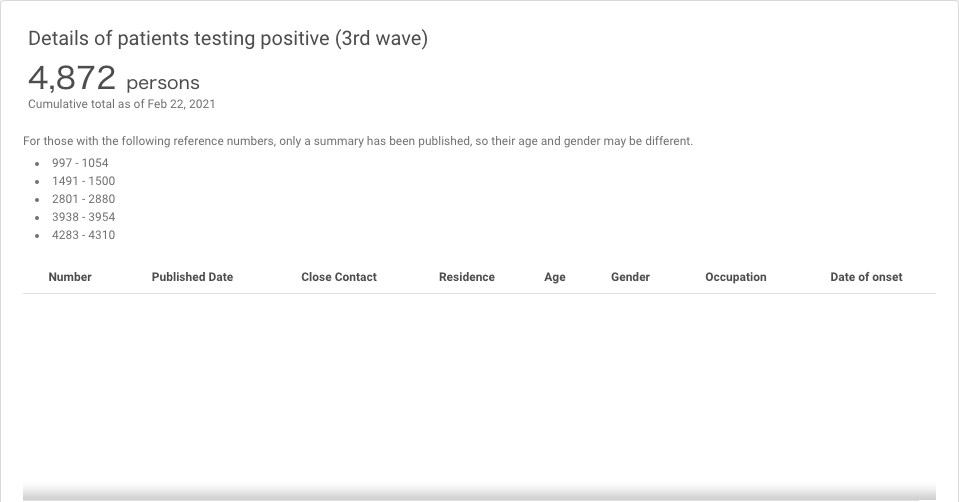 Details of patients testing positive (3rd wave)
4,872 persons
Cumulative total as of Feb 22, 2021
For those with the following reference numbers, only a summary has been published, so their age and gender may be different.
• 997 - 1054
• 1491 - 1500
• 2801 - 2880
• 3938 - 3954
• 4283 - 4310
Number Published Date Close Contact Residence Age Gender Occupation Date of onset